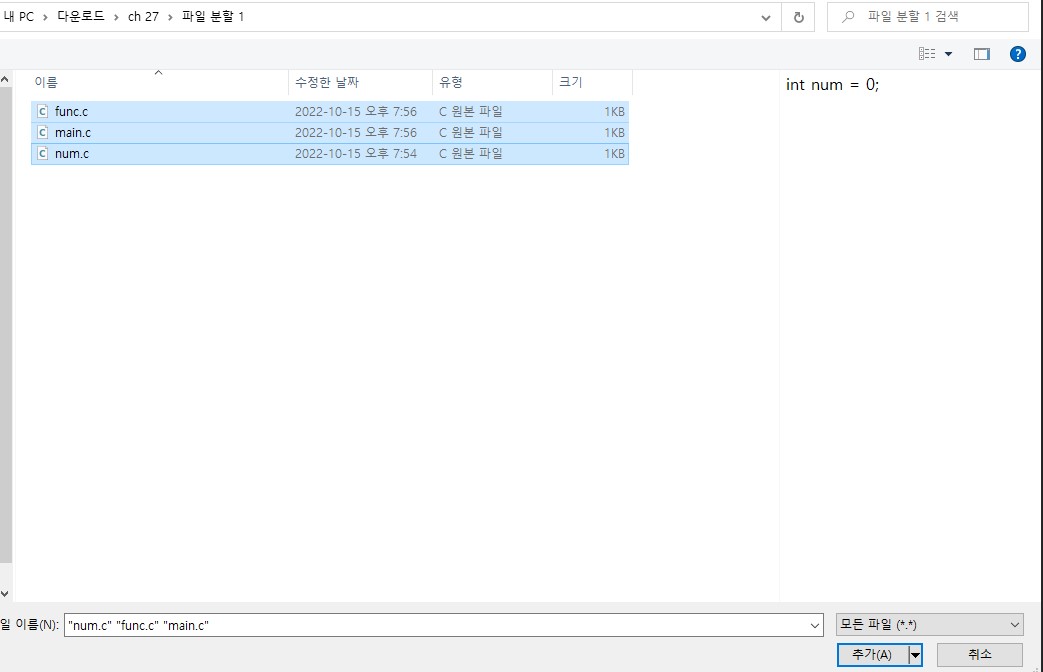 내 PC > 다운로드 > ch 27 > 파일 분할 1
파일 분할 1 검색
이름 수정한 날짜 유형 크기
int num = 0;
func.c 2022-10-15 오후 7:56 C 원본 파일 1KB
main.c 2022-10-15 오후 7:56 C 원본 파일 1KB
num.c 2022-10-15 오후 7:54 C 원본 파일 1KB
일 이름(N): "num.c" "func.c" "main.c"
모든 파일 (*.*)
추가(A) 취소